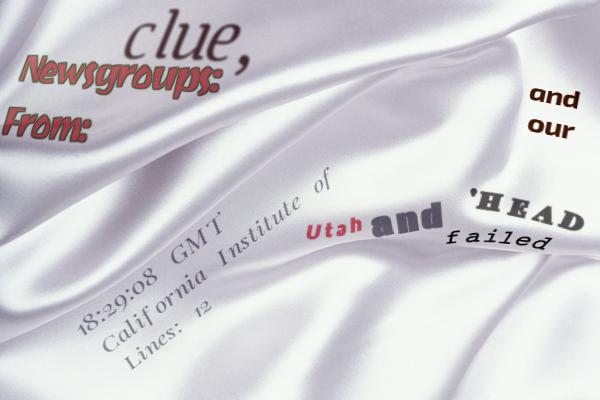 clue,
Newsgroups:
From:
and
our
18:29:08 GMT
California Institute of
Lines: 12
Utah
and
'HEAD
failed